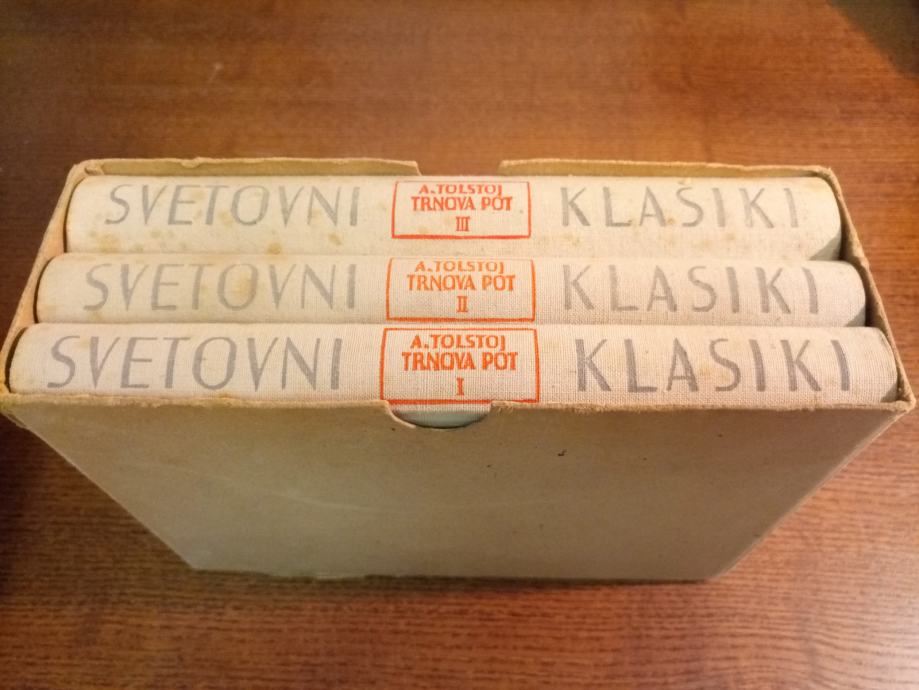 SVETOVNI KLASIKI
A. TOLSTOJ
TRNOVA POT
III
SVETOVNI KLASIKI
A. TOLSTOJ
TRNOVA POT
II
SVETOVNI KLASIKI
A. TOLSTOJ
TRNOVA POT
I